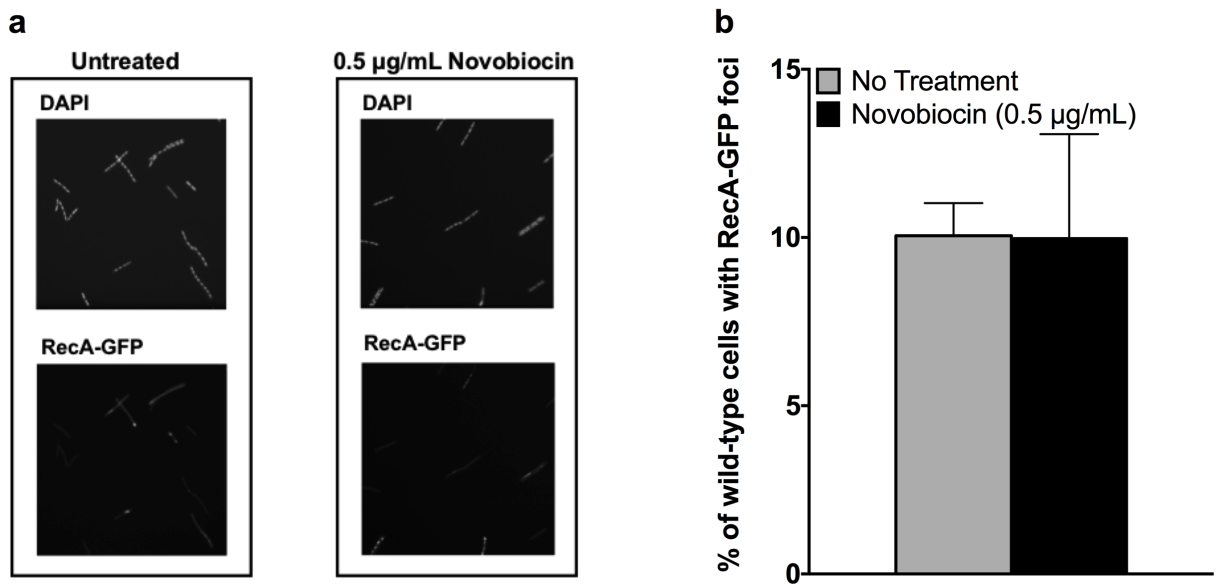 a
Untreated
DAPI
RecA-GFP
0.5 µg/mL Novobiocin
DAPI
RecA-GFP
b
% of wild-type cells with RecA-GFP foci
15
10
5
0
No Treatment
Novobiocin (0.5 µg/mL)